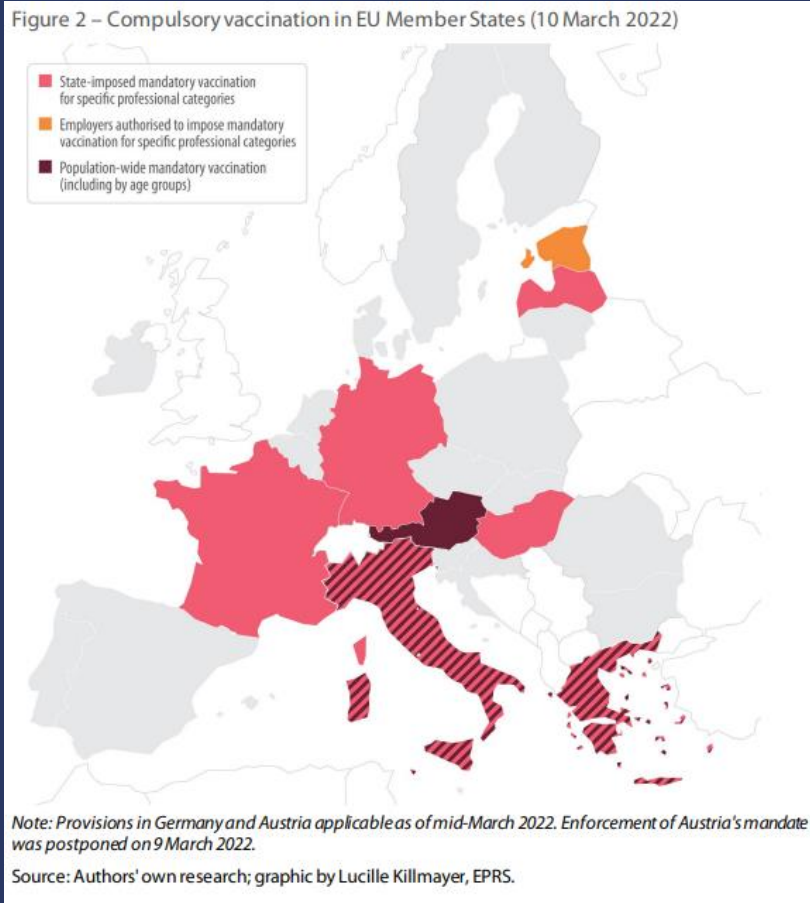 Figure 2 – Compulsory vaccination in EU Member States (10 March 2022)
State-imposed mandatory vaccination
for specific professional categories
Employers authorised to impose mandatory
vaccination for specific professional categories
Population-wide mandatory vaccination
(including by age groups)
Note: Provisions in Germany and Austria applicable as of mid-March 2022. Enforcement of Austria's mandate
was postponed on 9 March 2022.
Source: Authors' own research; graphic by Lucille Killmayer, EPRS.